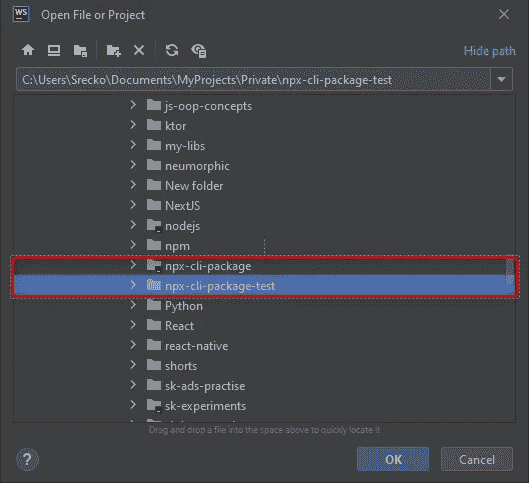 WS Open File or Project
Hide path
C:\Users\Srecko\Documents\MyProjects\Private\npx-cli-package-test
js-oop-concepts
ktor
my-libs
neumorphic
New folder
NextJS
nodejs
npm
npx-cli-package
npx-cli-package-test
Python
React
react-native
shorts
sk-ads-practise
sk-experiments
Drag and drop a file into the space above to quickly locate it
? OK Cancel